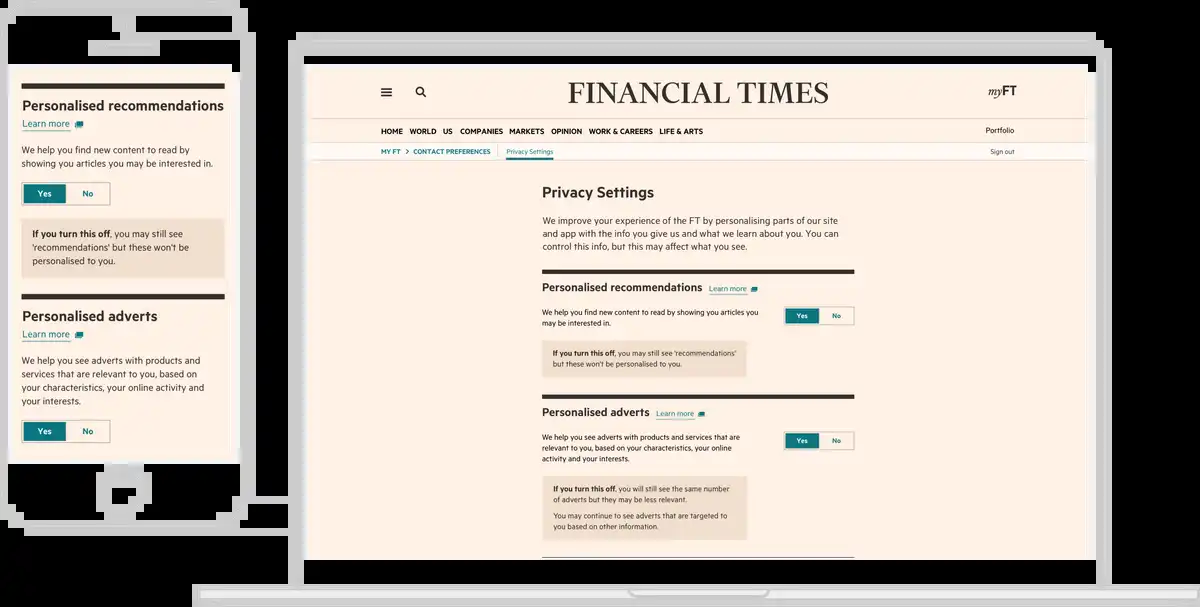 Personalised recommendations
Learn more
We help you find new content to read by
showing you articles you may be interested in.
Yes No
If you turn this off, you may still see
'recommendations' but these won't be
personalised to you.
Personalised adverts
Learn more
We help you see adverts with products and
services that are relevant to you, based on
your characteristics, your online activity and
your interests.
Yes No
FINANCIAL TIMES
myFT
HOME WORLD US COMPANIES MARKETS OPINION WORK & CAREERS LIFE & ARTS
Portfolio
MY FT > CONTACT PREFERENCES Privacy Settings
Sign out
Privacy Settings
We improve your experience of the FT by personalising parts of our site
and app with the info you give us and what we learn about you. You can
control this info, but this may affect what you see.
Personalised recommendations Learn more
We help you find new content to read by showing you articles you
may be interested in.
Yes No
If you turn this off, you may still see 'recommendations'
but these won't be personalised to you.
Personalised adverts Learn more
We help you see adverts with products and services that are
relevant to you, based on your characteristics, your online
activity and your interests.
Yes No
If you turn this off, you will still see the same number
of adverts but they may be less relevant.
You may continue to see adverts that are targeted to
you based on other information.